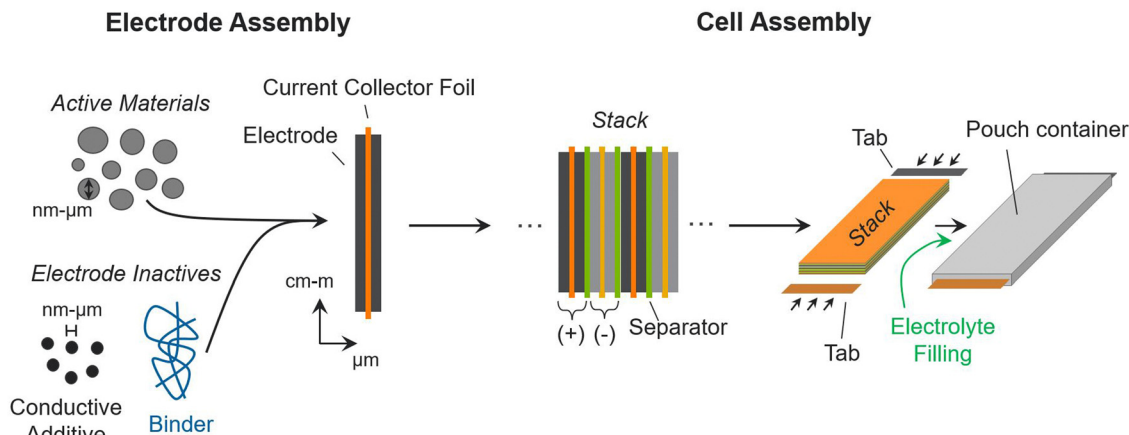 Electrode Assembly
Cell Assembly
Current Collector Foil
Active Materials
Electrode
Stack
Tab
Pouch container
nm-µm
...
...
Stack
Electrode Inactives
cm-m
nm-µm
(+)
(-)
Separator
Electrolyte
Filling
Tab
µm
Conductive
Additive
Binder